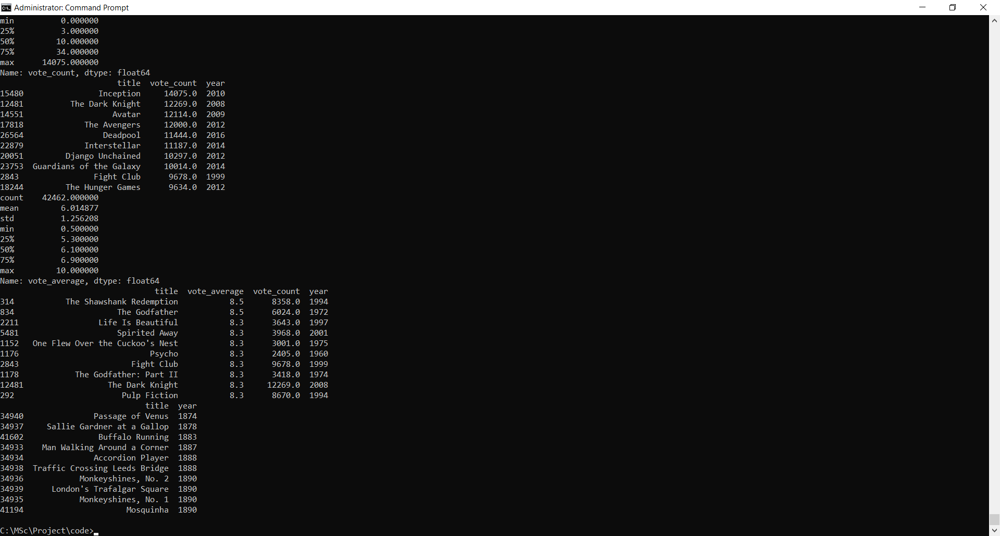 Administrator: Command Prompt
min          0.000000
25%          3.000000
50%         10.000000
75%         34.000000
max      14075.000000
Name: vote_count, dtype: float64
                         title  vote_count  year
15480                Inception     14075.0  2010
12481          The Dark Knight     12269.0  2008
14551                   Avatar     12114.0  2009
17818             The Avengers     12000.0  2012
26564                 Deadpool     11444.0  2016
22879             Interstellar     11187.0  2014
20051         Django Unchained     10297.0  2012
23753  Guardians of the Galaxy     10014.0  2014
2843                Fight Club      9678.0  1999
18244         The Hunger Games      9634.0  2012
count    42462.000000
mean         6.014877
std          1.256208
min          0.500000
25%          5.300000
50%          6.100000
75%          6.900000
max         10.000000
Name: vote_average, dtype: float64
                                 title  vote_average  vote_count  year
314           The Shawshank Redemption           8.5      8358.0  1994
834                      The Godfather           8.5      6024.0  1972
2211                 Life Is Beautiful           8.3      3643.0  1997
5481                     Spirited Away           8.3      3968.0  2001
1152   One Flew Over the Cuckoo's Nest           8.3      3001.0  1975
1176                            Psycho           8.3      2405.0  1960
2843                        Fight Club           8.3      9678.0  1999
1178            The Godfather: Part II           8.3      3418.0  1974
12481                  The Dark Knight           8.3     12269.0  2008
292                       Pulp Fiction           8.3      8670.0  1994
                               title  year
34940               Passage of Venus  1874
34937     Sallie Gardner at a Gallop  1878
41602                Buffalo Running  1883
34933    Man Walking Around a Corner  1887
34934               Accordion Player  1888
34938  Traffic Crossing Leeds Bridge  1888
34936            Monkeyshines, No. 2  1890
34939      London's Trafalgar Square  1890
34935            Monkeyshines, No. 1  1890
41194                      Mosquinha  1890
C:\MSc\Project\code>